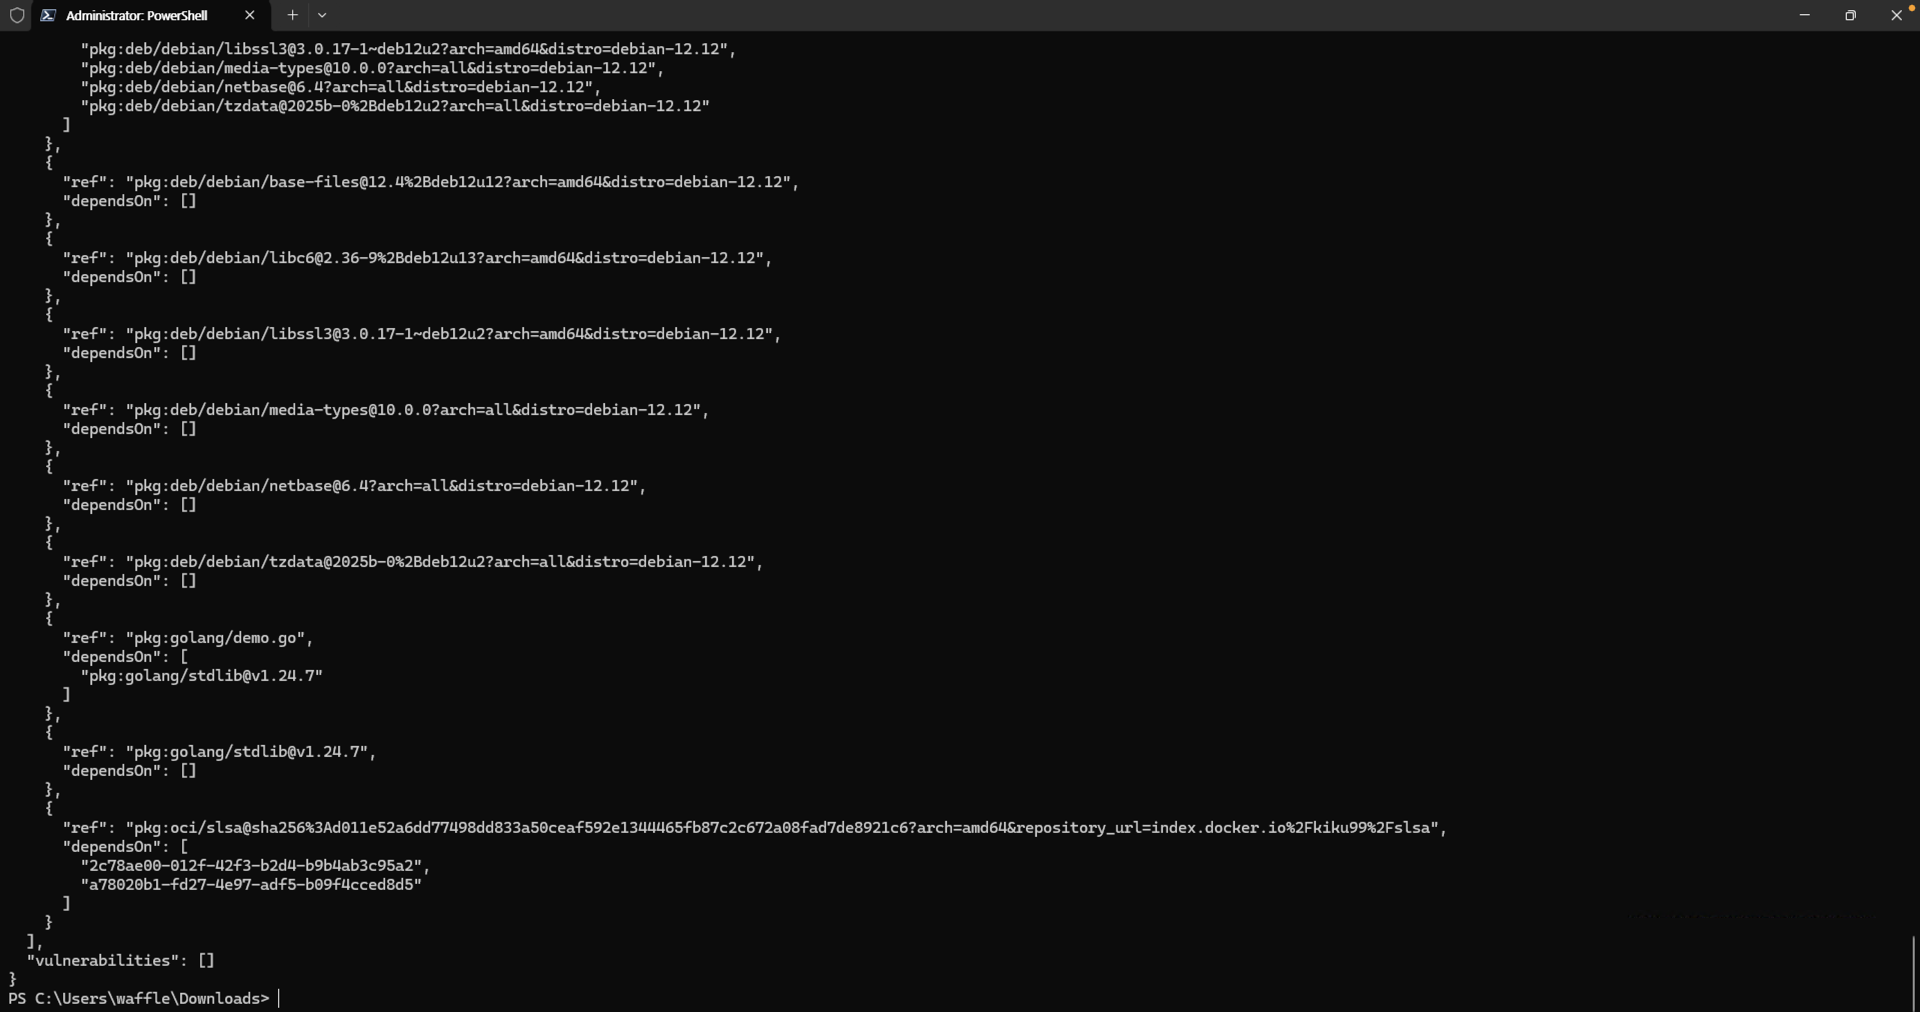 Administrator: PowerShell
"pkg:deb/debian/libssl3@3.0.17-1~deb12u2?arch=amd64&distro=debian-12.12",
"pkg:deb/debian/media-types@10.0.0?arch=all&distro=debian-12.12",
"pkg:deb/debian/netbase@6.4?arch=all&distro=debian-12.12",
"pkg:deb/debian/tzdata@2025b-0%2Bdeb12u2?arch=all&distro=debian-12.12"
]
},
{
"ref": "pkg:deb/debian/base-files@12.4%2Bdeb12u12?arch=amd64&distro=debian-12.12",
"dependsOn": []
},
{
"ref": "pkg:deb/debian/libc6@2.36-9%2Bdeb12u13?arch=amd64&distro=debian-12.12",
"dependsOn": []
},
{
"ref": "pkg:deb/debian/libssl3@3.0.17-1~deb12u2?arch=amd64&distro=debian-12.12",
"dependsOn": []
},
{
"ref": "pkg:deb/debian/media-types@10.0.0?arch=all&distro=debian-12.12",
"dependsOn": []
},
{
"ref": "pkg:deb/debian/netbase@6.4?arch=all&distro=debian-12.12",
"dependsOn": []
},
{
"ref": "pkg:deb/debian/tzdata@2025b-0%2Bdeb12u2?arch=all&distro=debian-12.12",
"dependsOn": []
},
{
"ref": "pkg:golang/demo.go",
"dependsOn": [
"pkg:golang/stdlib@v1.24.7"
]
},
{
"ref": "pkg:golang/stdlib@v1.24.7",
"dependsOn": []
},
{
"ref": "pkg:oci/slsa@sha256%3Ad011e52a6dd77498dd833a50ceaf592e1344465fb87c2c672a08fad7de8921c6?arch=amd64&repository_url=index.docker.io%2Fkiku99%2Fslsa",
"dependsOn": [
"2c78ae00-012f-42f3-b2d4-b9b4ab3c95a2",
"a78020b1-fd27-4e97-adf5-b09f4cced8d5"
]
}
],
"vulnerabilities": []
}
PS C:\Users\waffle\Downloads>